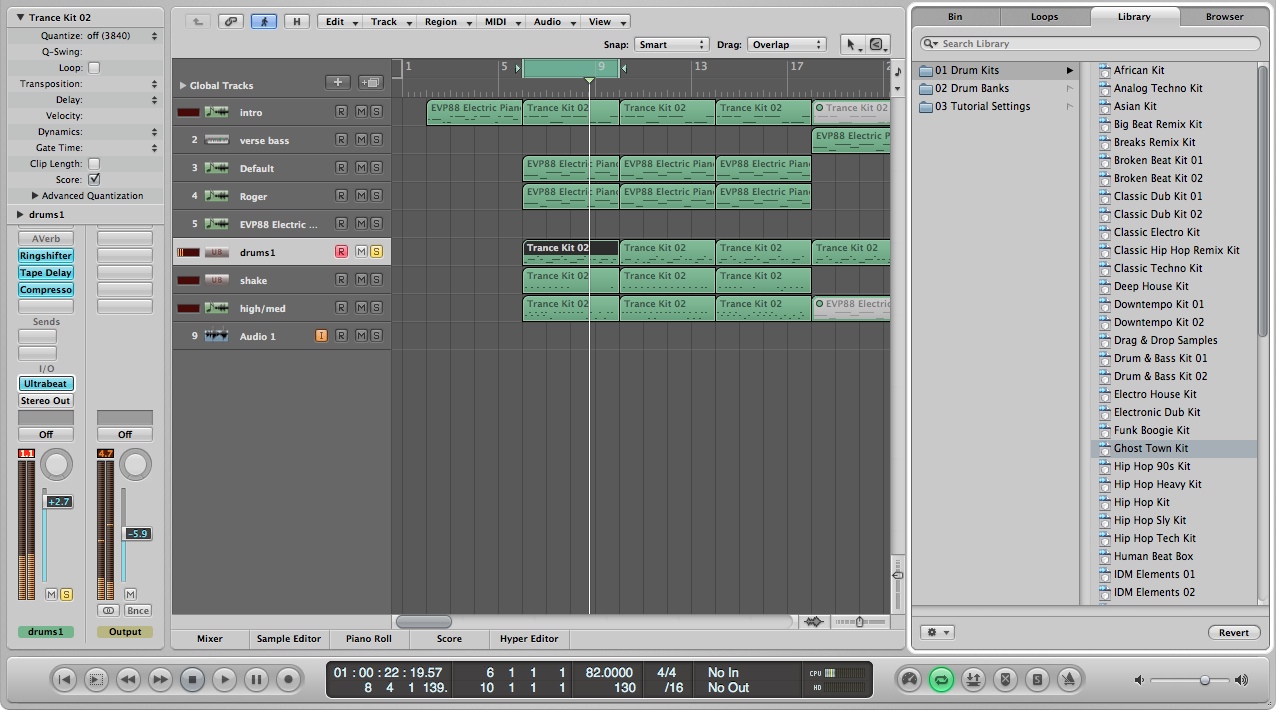 Trance Kit 02
Quantize: off (3840)
Q-Swing:
Loop:
Transposition:
Delay:
Velocity:
Dynamics:
Gate Time:
Clip Length:
Score:
Advanced Quantization
drums1
AVerb
Ringshifter
Tape Delay
Compresso
Sends
I/O
Ultrabeat
Stereo Out
Off Off
1.1 4.7
+2.7
-5.9
M S M
Bnce
drums1 Output
H Edit Track Region MIDI Audio View
Snap: Smart Drag: Overlap
1 5 9 13 17
Global Tracks
intro R M S EVP88 Electric Pian Trance Kit 02 Trance Kit 02 Trance Kit 02 Trance Kit 02
2 verse bass R M S EVP88 Electric P
3 Default R M S EVP88 Electric Pian EVP88 Electric Pian EVP88 Electric Pian
4 Roger R M S EVP88 Electric Pian EVP88 Electric Pian EVP88 Electric Pian
5 EVP88 Electric ... R M S
UB drums1 R M S Trance Kit 02 Trance Kit 02 Trance Kit 02 Trance Kit 02
UB shake R M S Trance Kit 02 Trance Kit 02 Trance Kit 02
high/med R M S Trance Kit 02 Trance Kit 02 Trance Kit 02 EVP88 Electric
9 Audio 1 I R M S
Mixer Sample Editor Piano Roll Score Hyper Editor
Bin Loops Library Browser
Search Library
01 Drum Kits
02 Drum Banks
03 Tutorial Settings
African Kit
Analog Techno Kit
Asian Kit
Big Beat Remix Kit
Breaks Remix Kit
Broken Beat Kit 01
Broken Beat Kit 02
Classic Dub Kit 01
Classic Dub Kit 02
Classic Electro Kit
Classic Hip Hop Remix Kit
Classic Techno Kit
Deep House Kit
Downtempo Kit 01
Downtempo Kit 02
Drag & Drop Samples
Drum & Bass Kit 01
Drum & Bass Kit 02
Electro House Kit
Electronic Dub Kit
Funk Boogie Kit
Ghost Town Kit
Hip Hop 90s Kit
Hip Hop Heavy Kit
Hip Hop Kit
Hip Hop Sly Kit
Hip Hop Tech Kit
Human Beat Box
IDM Elements 01
IDM Elements 02
Revert
01 : 00 : 22 : 19.57 6 1 1 1 82.0000 4/4 No In CPU
8 4 1 139. 10 1 1 1 130 /16 No Out HD
S